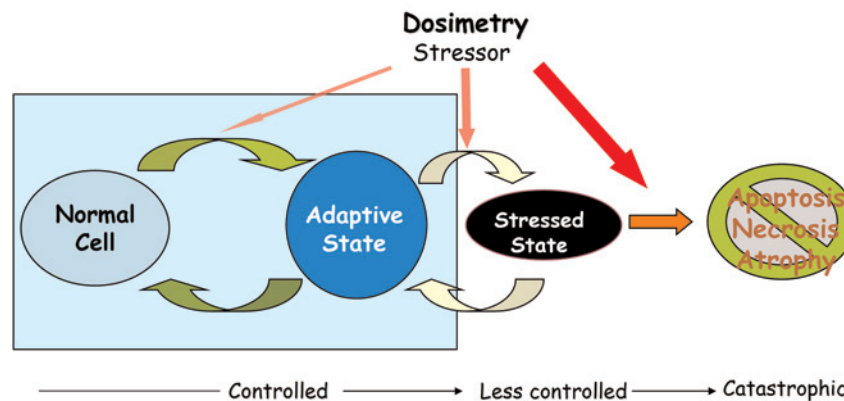 Dosimetry
Stressor
Normal
Cell
Adaptive
State
Stressed
State
Apoptosis
Necrosis
Atrophy
Controlled
Less controlled
Catastrophic